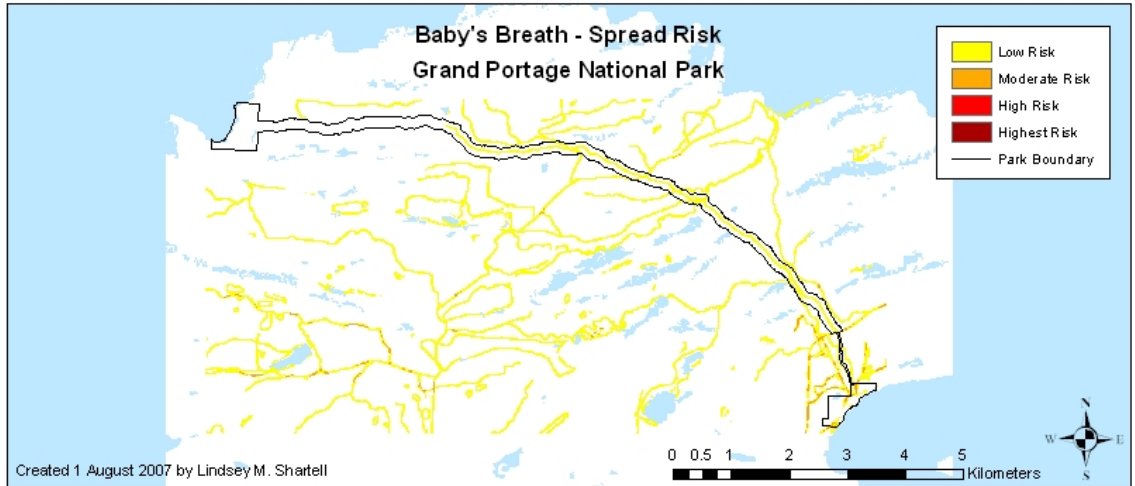 Baby's Breath - Spread Risk
Grand Portage National Park
Low Risk
Moderate Risk
High Risk
Highest Risk
Park Boundary
N
W E
S
0 0.5 1 2 3 4 5
Kilometers
Created 1 August 2007 by Lindsey M. Shartell